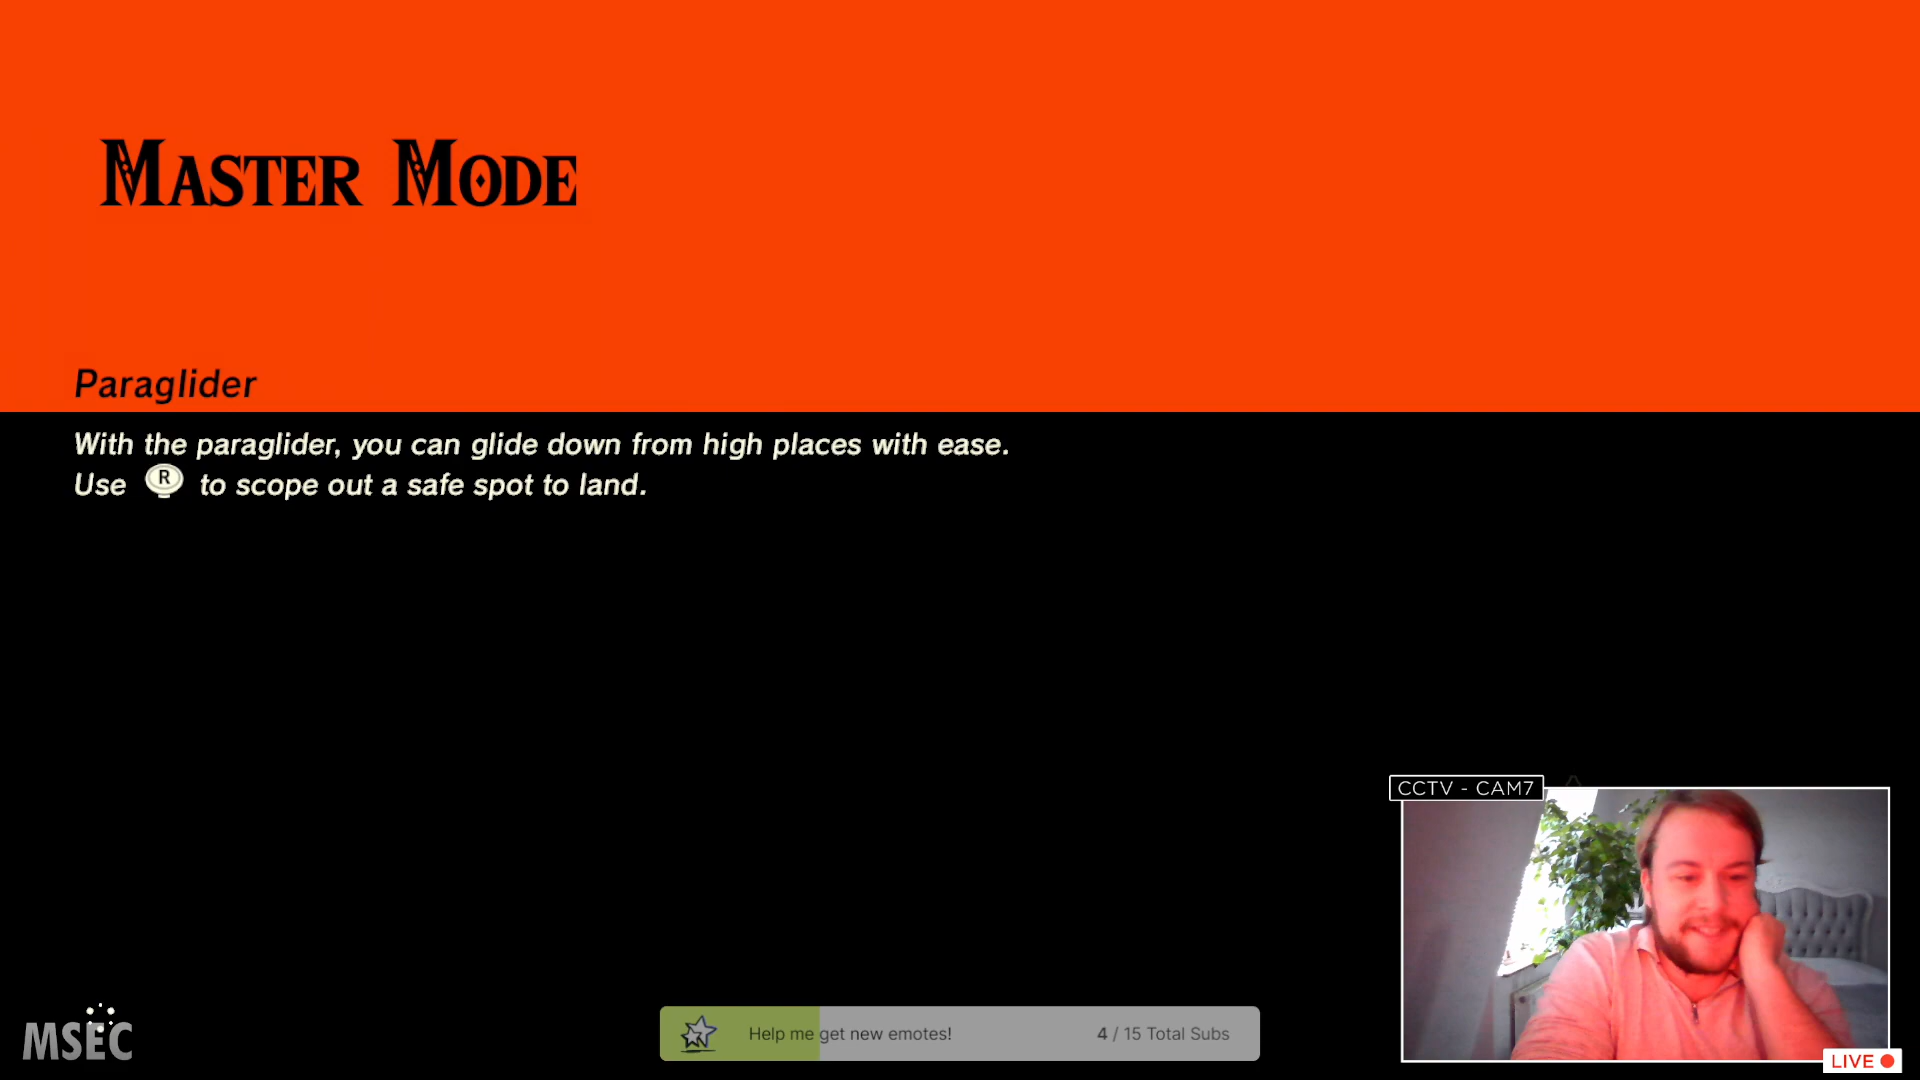 Master Mode
Paraglider
With the paraglider, you can glide down from high places with ease.
Use R to scope out a safe spot to land.
CCTV - CAM7
MSEC
Help me get new emotes!
4 / 15 Total Subs
LIVE